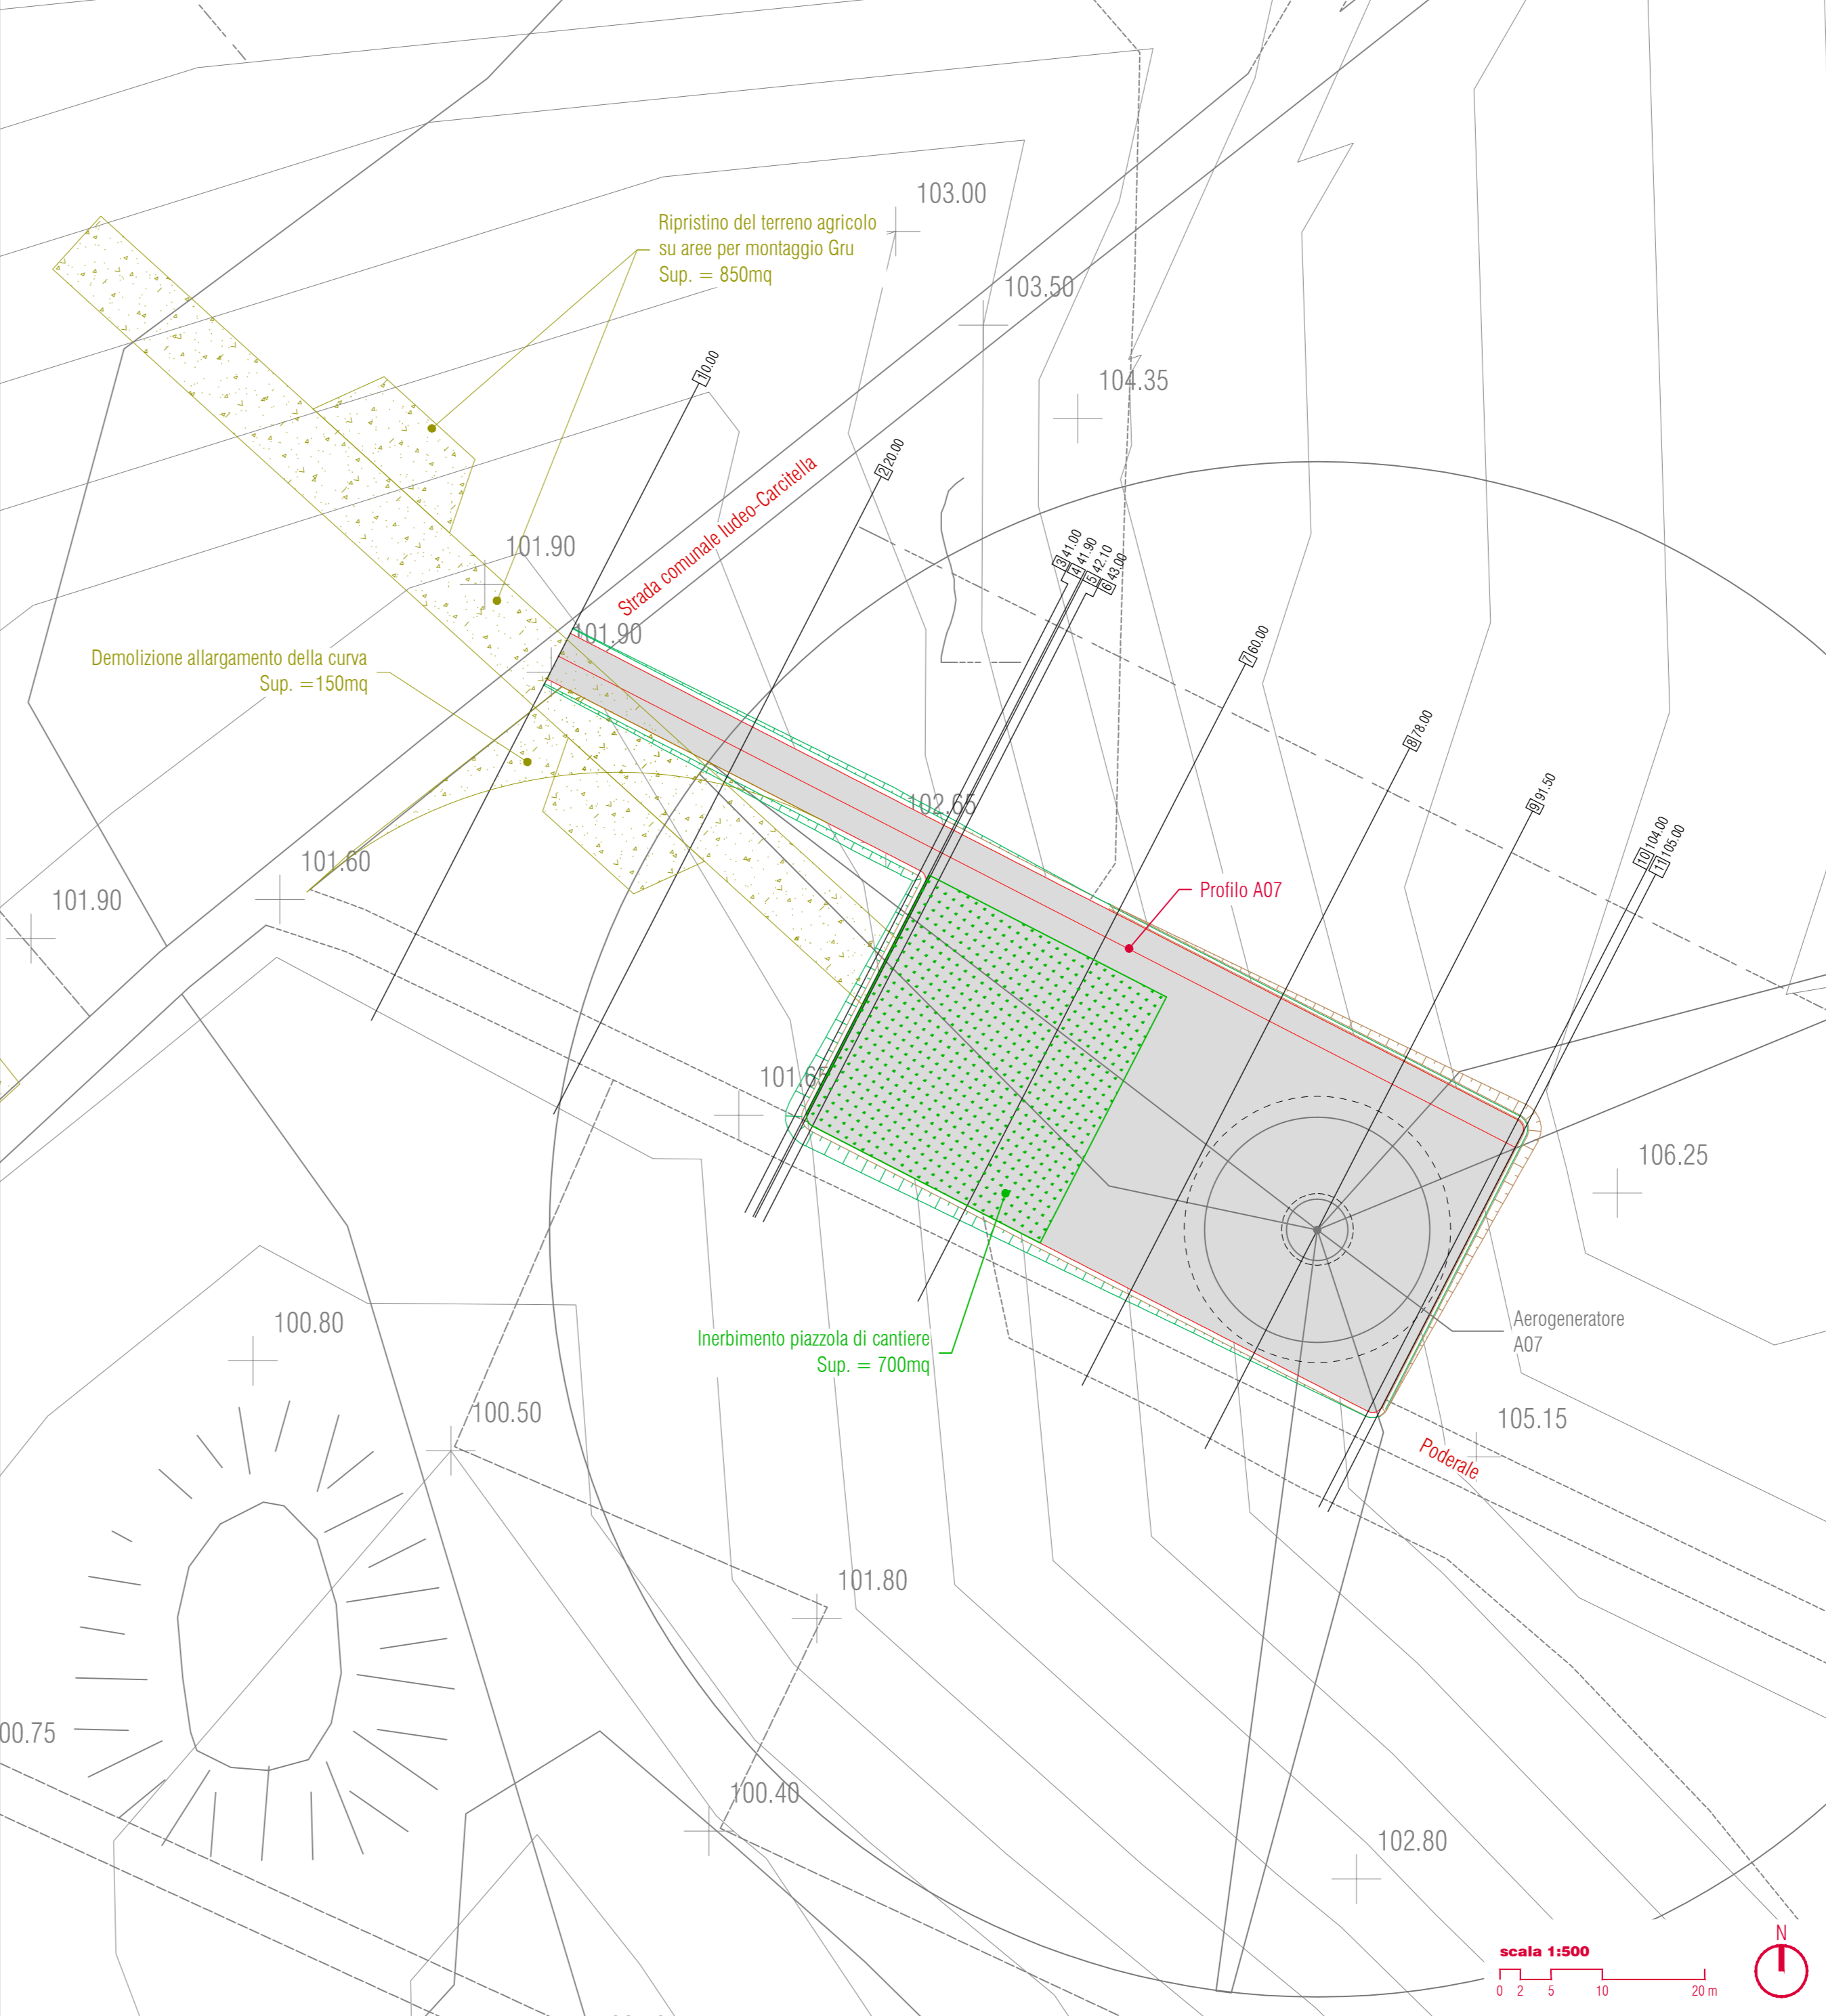 103.00
Ripristino del terreno agricolo
su aree per montaggio Gru
Sup. = 850mq
103.50
104.35
1 0.00
2 20.00
Strada comunale Iudeo-Carcitella
101.90
101.90
3 41.00
4 41.90
5 42.10
6 43.00
Demolizione allargamento della curva
Sup. =150mq
7 60.00
8 78.00
9 91.50
10 104.00
11 105.00
102.65
101.60
101.90
Profilo A07
101.65
106.25
100.80
Inerbimento piazzola di cantiere
Sup. = 700mq
Aerogeneratore
A07
100.50
105.15
Poderale
101.80
00.75
100.40
102.80
N
scala 1:500
0 2 5 10 20 m